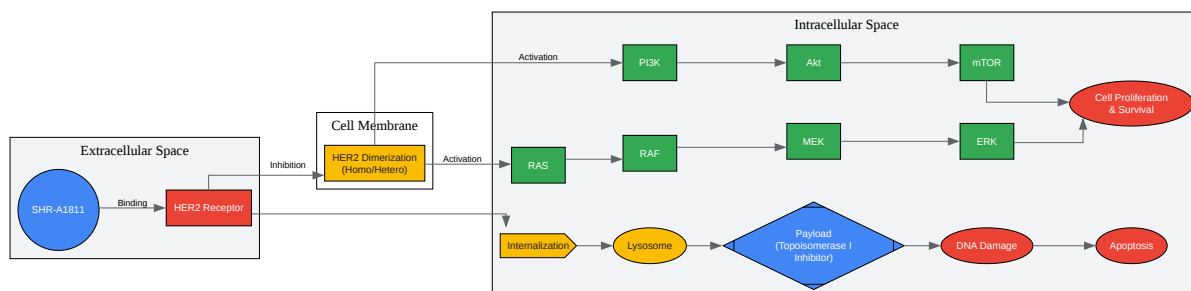 Intracellular Space
Activation
PI3K
Akt
mTOR
Cell Proliferation
& Survival
Cell Membrane
HER2 Dimerization
(Homo/Hetero)
Activation
RAS
RAF
MEK
ERK
Extracellular Space
Inhibition
SHR-A1811
Binding
HER2 Receptor
Internalization
Lysosome
Payload
(Topoisomerase I
Inhibitor)
DNA Damage
Apoptosis